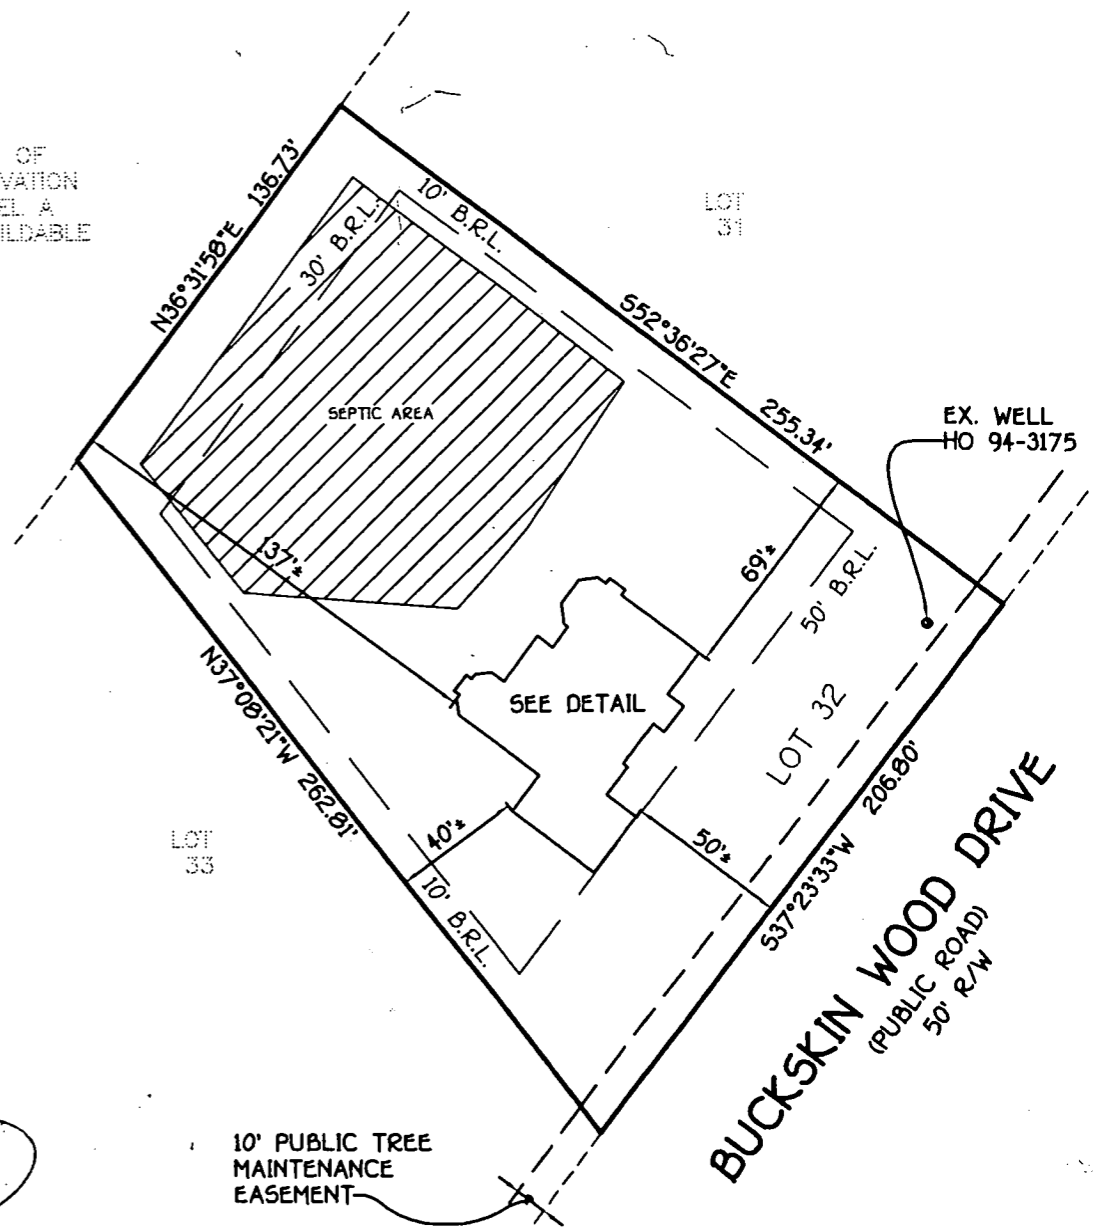 OF
VATION
EL A
ILDABLE
N36°31'58"E 136.73'
30' B.R.L.
10' B.R.L.
LOT
31
S52°36'27"E 255.34'
SEPTIC AREA
EX. WELL
HO 94-3175
137'±
69'±
50' B.R.L.
SEE DETAIL
LOT 32
N37°08'21"W 262.81'
LOT
33
40'±
50'±
10' B.R.L.
S37°23'33"W 206.80'
BUCKSKIN WOOD DRIVE
(PUBLIC ROAD)
50' R/W
10' PUBLIC TREE
MAINTENANCE
EASEMENT